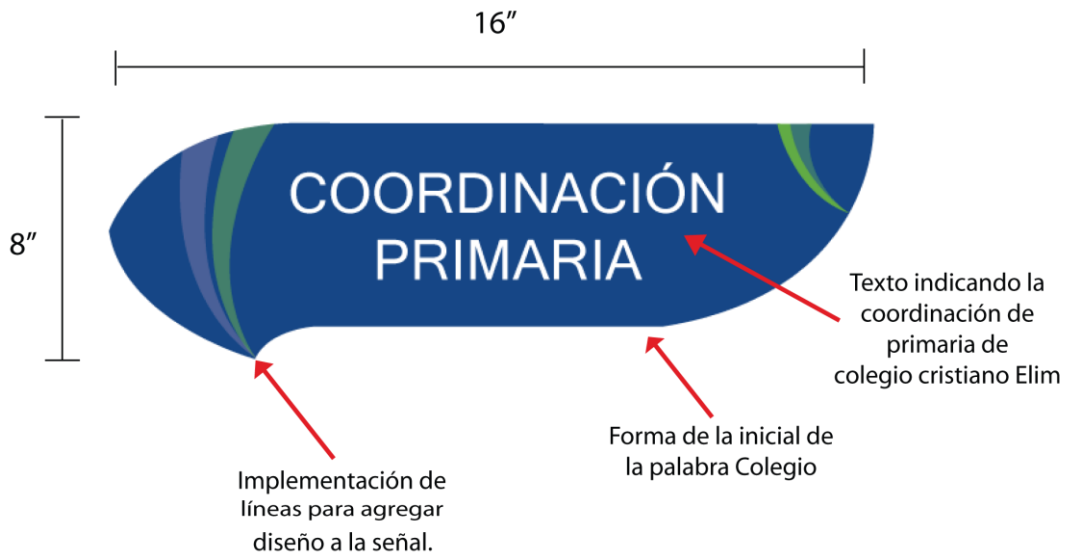 16”
8”
COORDINACIÓN
PRIMARIA
Texto indicando la
coordinación de
primaria de
colegio cristiano Elim
Forma de la inicial de
la palabra Colegio
Implementación de
líneas para agregar
diseño a la señal.